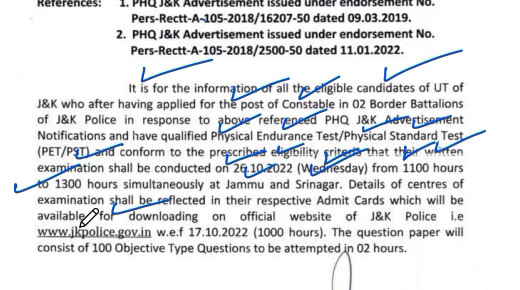 References: 1. PHQ J&K Advertisement issued under endorsement No.
Pers-Rectt-A-105-2018/16207-50 dated 09.03.2019.
2. PHQ J&K Advertisement issued under endorsement No.
Pers-Rectt-A-105-2018/2500-50 dated 11.01.2022.
It is for the information of all the eligible candidates of UT of
J&K who after having applied for the post of Constable in 02 Border Battalions
of J&K Police in response to above referenced PHQ J&K Advertisement
Notifications and have qualified Physical Endurance Test/Physical Standard Test
(PET/PST) and conform to the prescribed eligibility criteria that their written
examination shall be conducted on 26.10.2022 (Wednesday) from 1100 hours
to 1300 hours simultaneously at Jammu and Srinagar. Details of centres of
examination shall be reflected in their respective Admit Cards which will be
available for downloading on official website of J&K Police i.e
www.jkpolice.gov.in w.e.f 17.10.2022 (1000 hours). The question paper will
consist of 100 Objective Type Questions to be attempted in 02 hours.